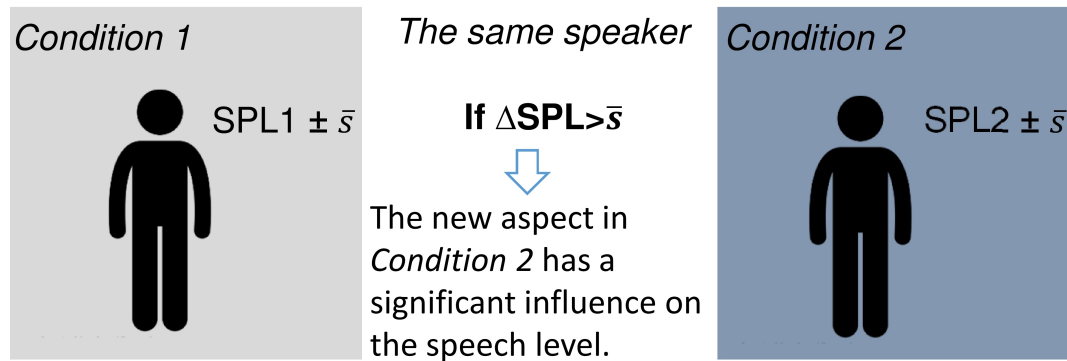 Condition 1
SPL1 ± s̄
The same speaker
If ΔSPL>s̄
The new aspect in
Condition 2 has a
significant influence on
the speech level.
Condition 2
SPL2 ± s̄